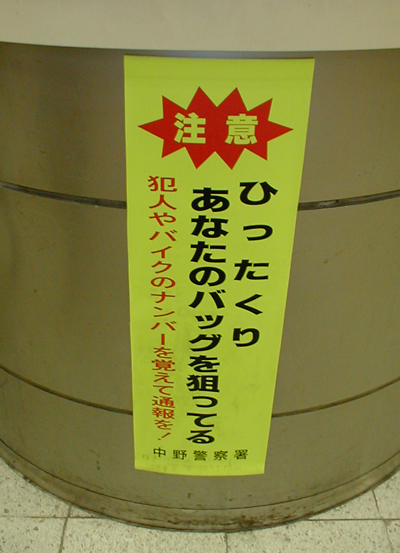 注意
ひったくり
あなたのバッグを狙ってる
犯人やバイクのナンバーを覚えて通報を!
中野警察署